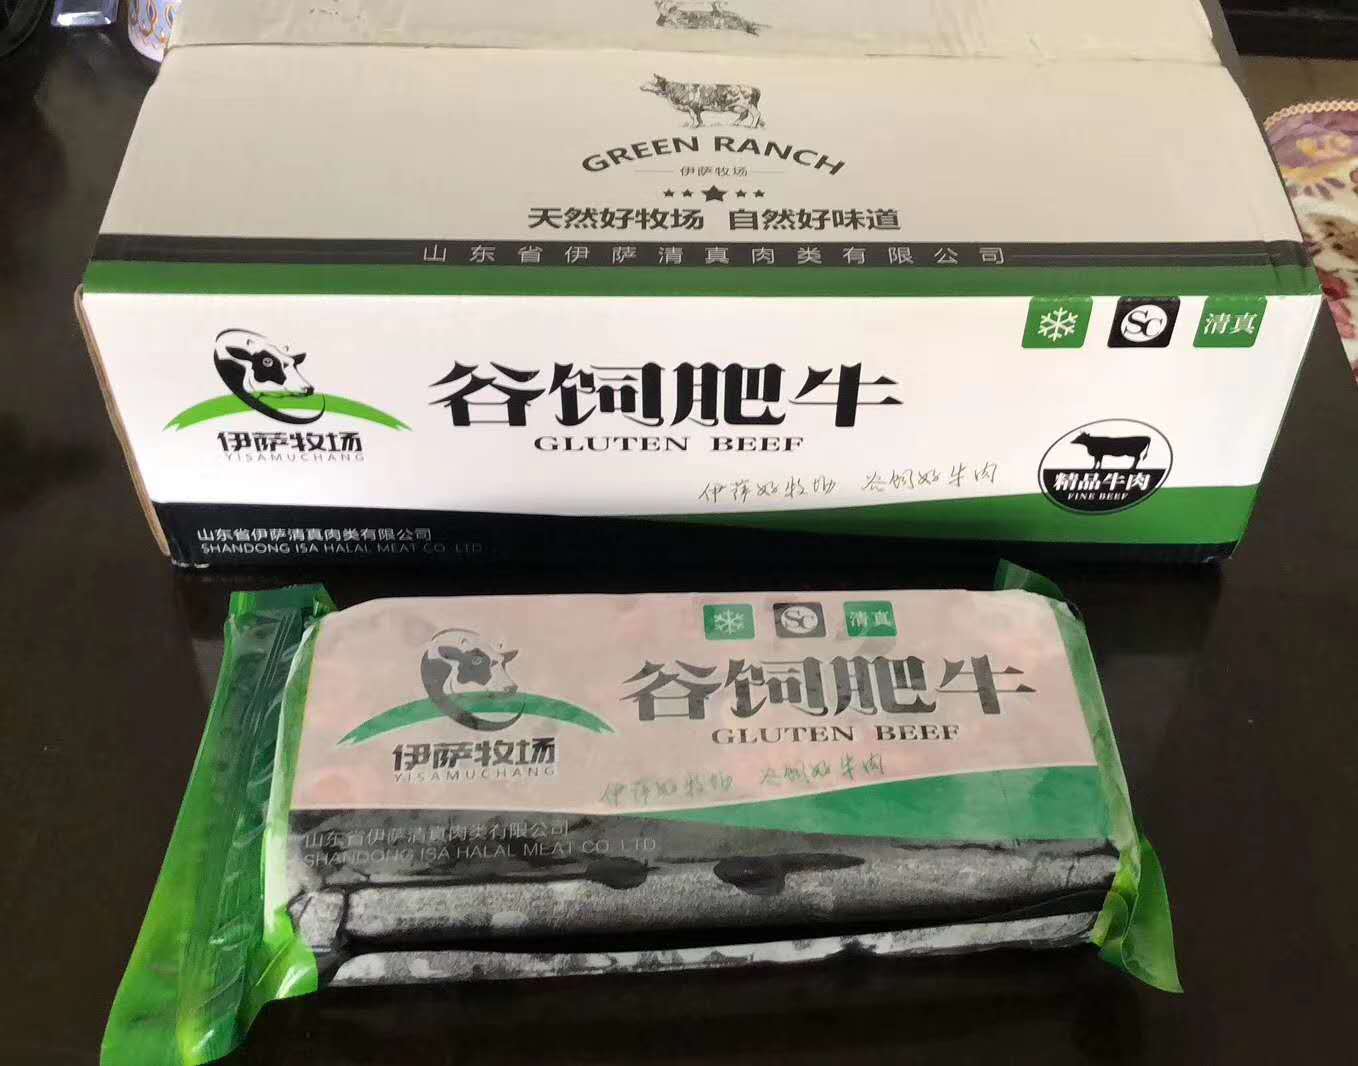 GREEN RANCH
伊萨牧场
天然好牧场 自然好味道
山东省伊萨清真肉类有限公司
SC
清真
伊萨牧场
YISAMUCHANG
谷饲肥牛
GLUTEN BEEF
伊萨好牧场 谷饲好牛肉
精品牛肉
FINE BEEF
山东省伊萨清真肉类有限公司
SHANDONG ISA HALAL MEAT CO LTD
SC
清真
伊萨牧场
YISAMUCHANG
谷饲肥牛
GLUTEN BEEF
伊萨好牧场 谷饲好牛肉
山东省伊萨清真肉类有限公司
SHANDONG ISA HALAL MEAT CO LTD